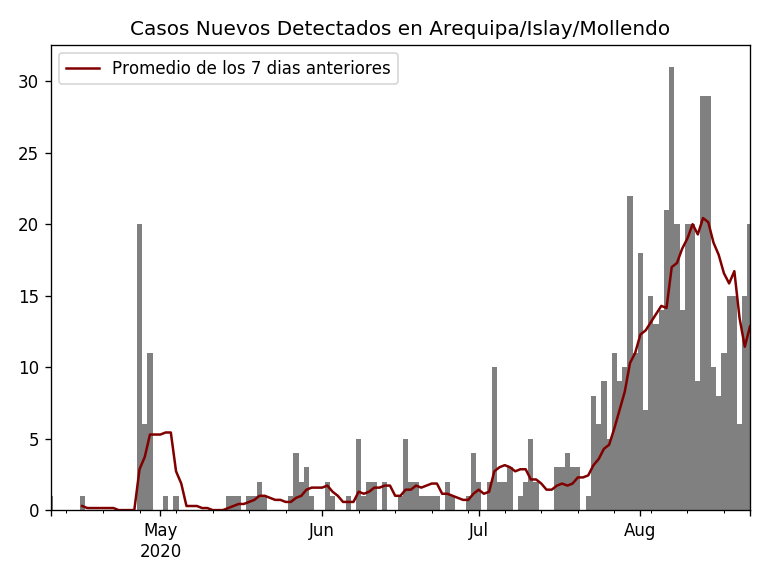 Casos Nuevos Detectados en Arequipa/Islay/Mollendo
Promedio de los 7 dias anteriores
30
25
20
15
10
5
0
May
2020
Jun
Jul
Aug